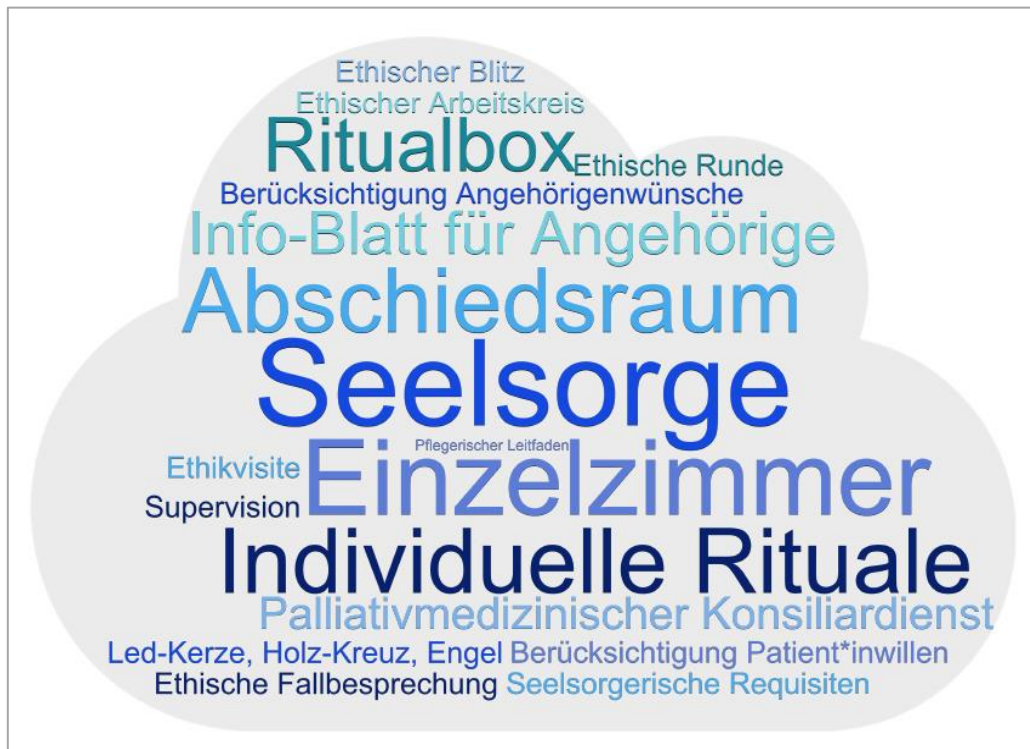 Ethischer Blitz
Ethischer Arbeitskreis
Ritualbox
Ethische Runde
Berücksichtigung Angehörigenwünsche
Info-Blatt für Angehörige
Abschiedsraum
Seelsorge
Pflegerischer Leitfaden
Ethikvisite
Einzelzimmer
Supervision
Individuelle Rituale
Palliativmedizinischer Konsiliardienst
Led-Kerze, Holz-Kreuz, Engel
Berücksichtigung Patient*inwillen
Ethische Fallbesprechung
Seelsorgerische Requisiten